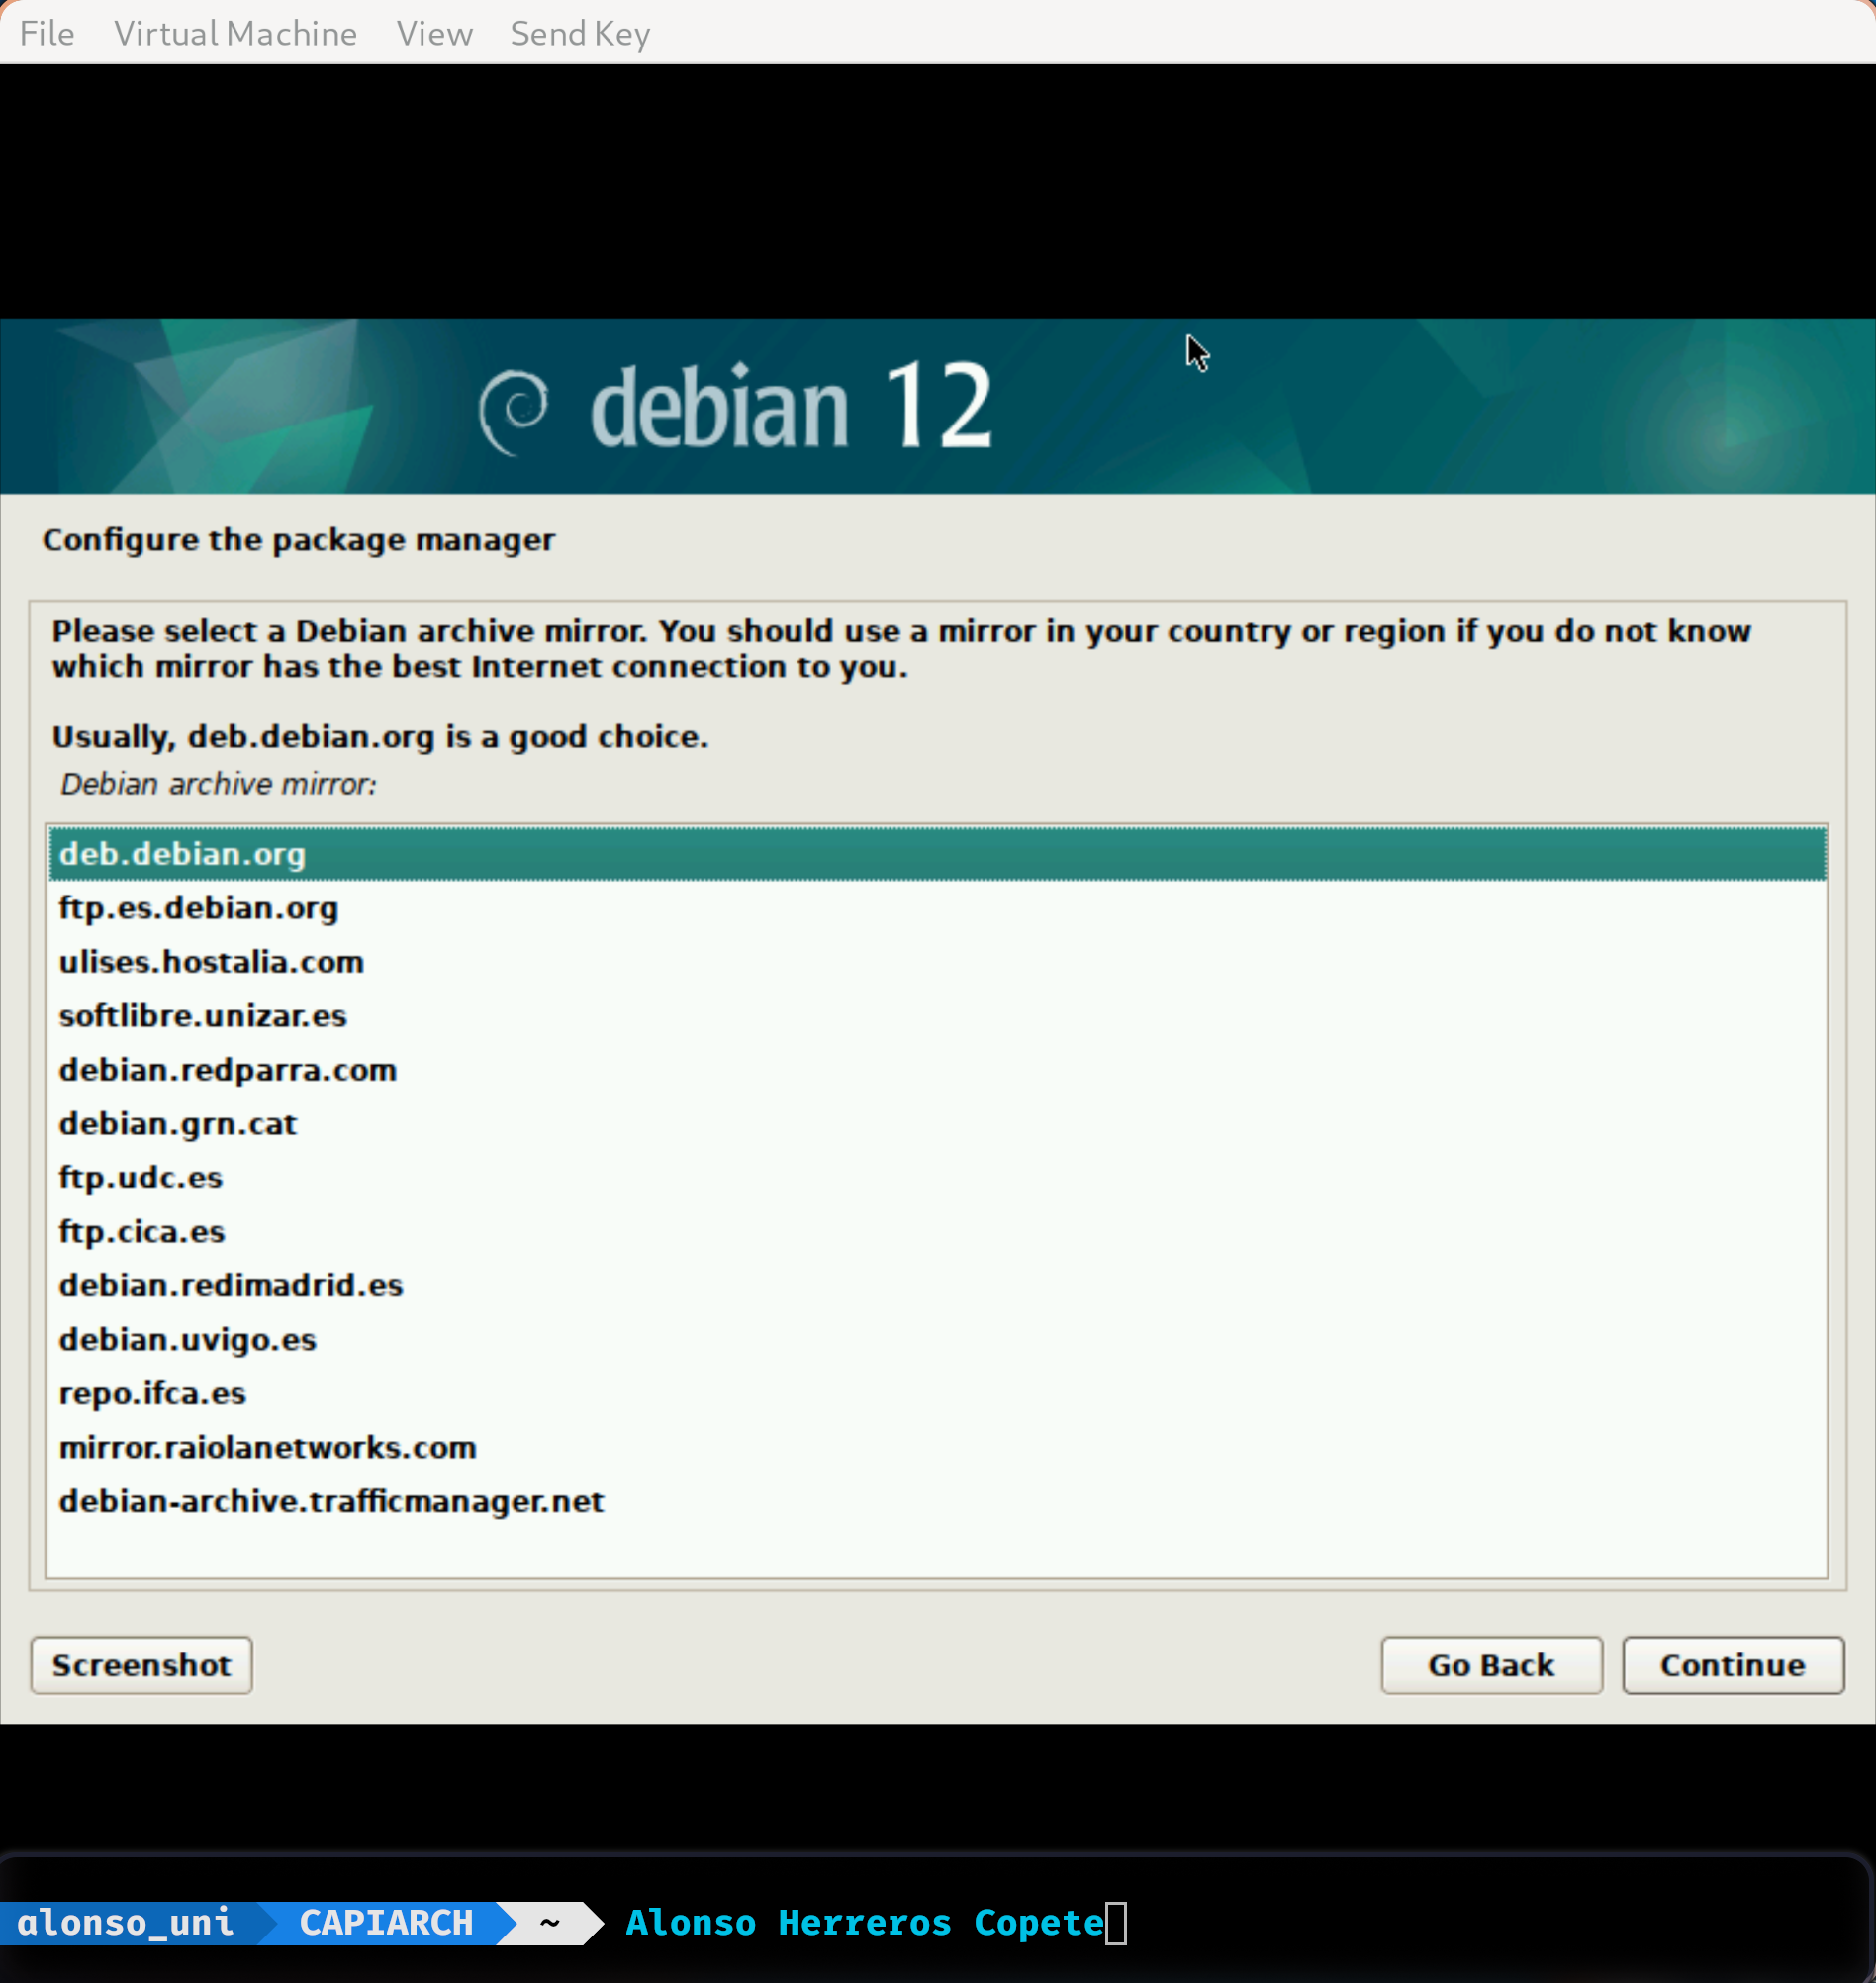 File Virtual Machine View Send Key
debian 12
Configure the package manager
Please select a Debian archive mirror. You should use a mirror in your country or region if you do not know
which mirror has the best Internet connection to you.
Usually, deb.debian.org is a good choice.
Debian archive mirror:
deb.debian.org
ftp.es.debian.org
ulises.hostalia.com
softlibre.unizar.es
debian.redparra.com
debian.grn.cat
ftp.udc.es
ftp.cica.es
debian.redimadrid.es
debian.uvigo.es
repo.ifca.es
mirror.raiolanetworks.com
debian-archive.trafficmanager.net
Screenshot Go Back Continue
alonso_uni CAPIARCH ~ Alonso Herreros Copete